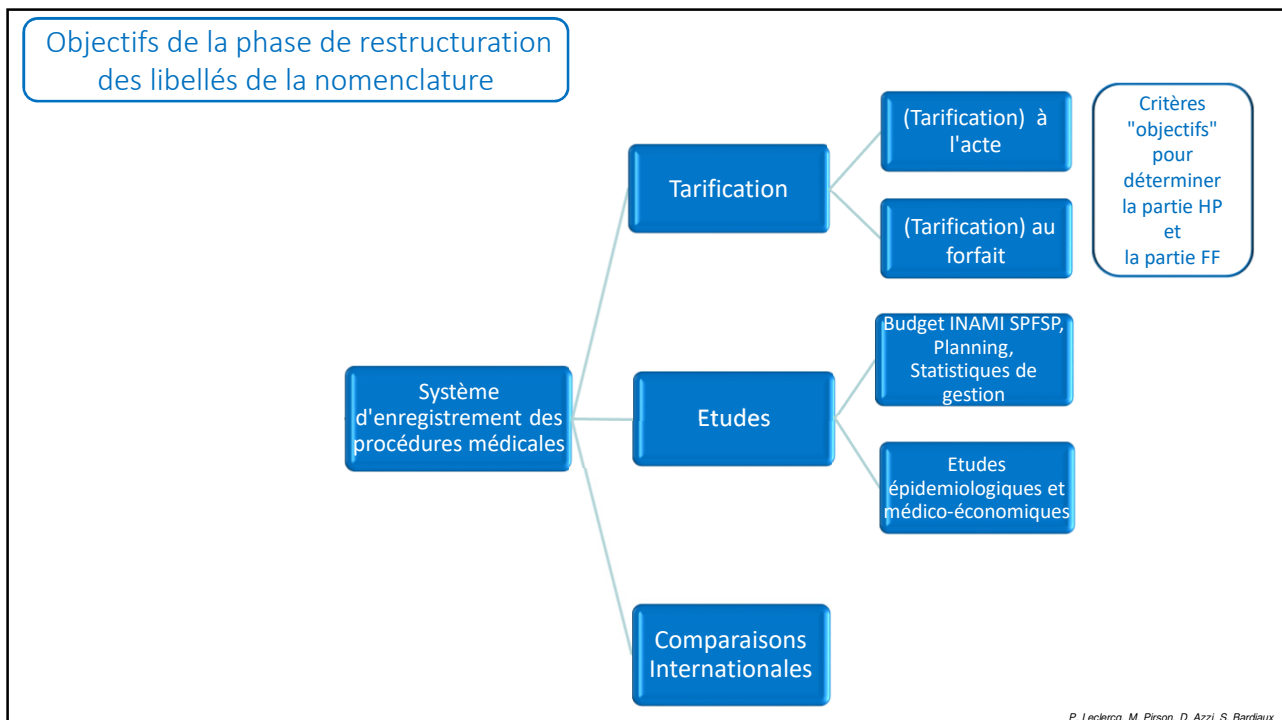 Objectifs de la phase de restructuration
des libellés de la nomenclature
Système
d'enregistrement des
procédures médicales
Tarification
(Tarification) à
l'acte
(Tarification) au
forfait
Critères
"objectifs"
pour
déterminer
la partie HP
et
la partie FF
Etudes
Budget INAMI SPFSP,
Planning,
Statistiques de
gestion
Etudes
épidemiologiques et
médico-économiques
Comparaisons
Internationales
P. Leclercq, M. Pirson, D. Azzi, S. Bardiaux